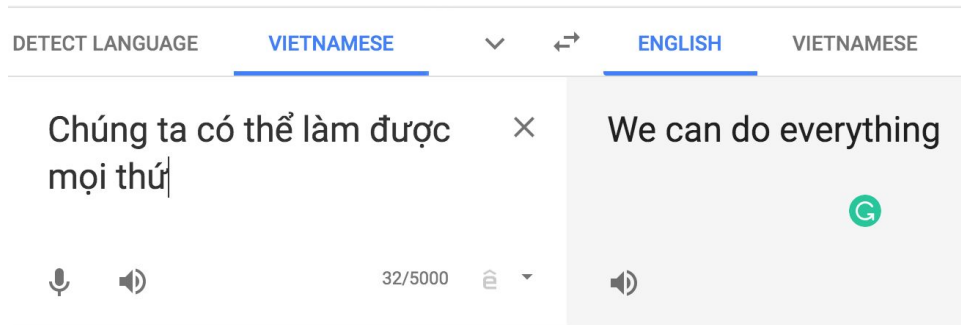 DETECT LANGUAGE VIETNAMESE ENGLISH VIETNAMESE
Chúng ta có thể làm được
mọi thứ
We can do everything
32/5000 ê